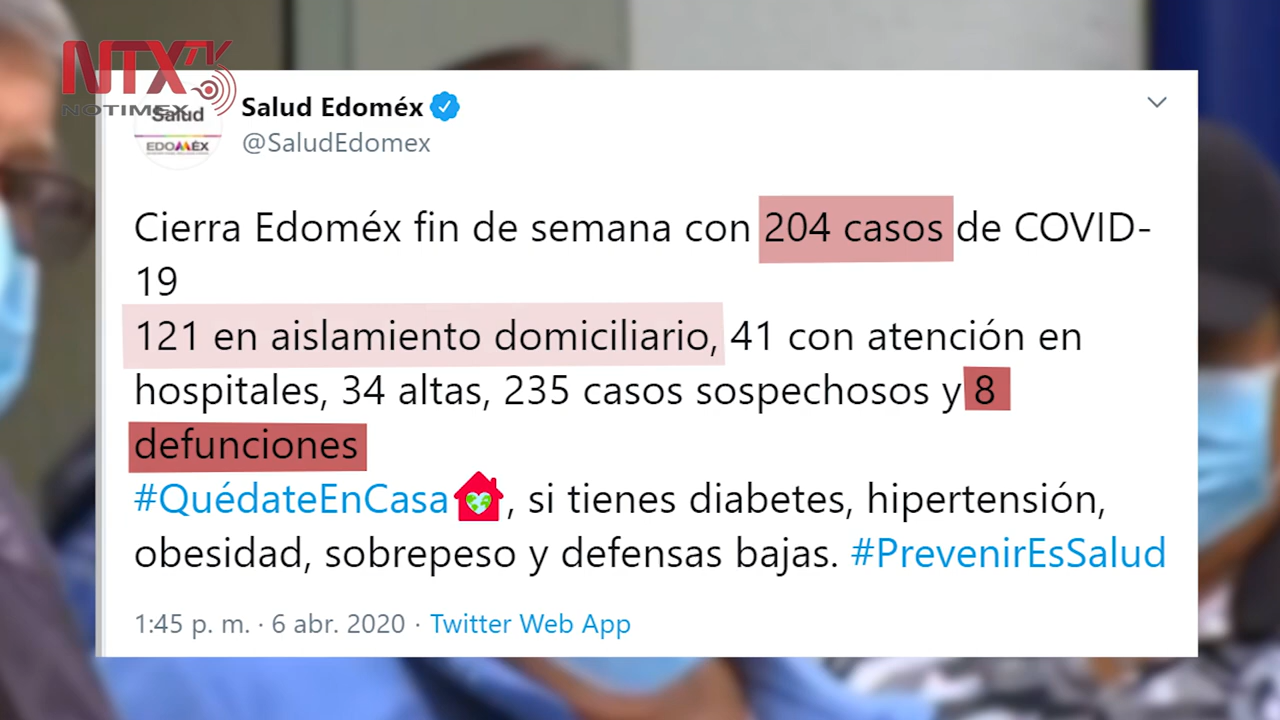 NTXTV
NOTIMEX
Salud
EDOMÉX
Salud Edoméx
@SaludEdomex
Cierra Edoméx fin de semana con 204 casos de COVID-
19
121 en aislamiento domiciliario, 41 con atención en
hospitales, 34 altas, 235 casos sospechosos y 8
defunciones
#QuédateEnCasa, si tienes diabetes, hipertensión,
obesidad, sobrepeso y defensas bajas. #PrevenirEsSalud
1:45 p. m. · 6 abr. 2020 · Twitter Web App